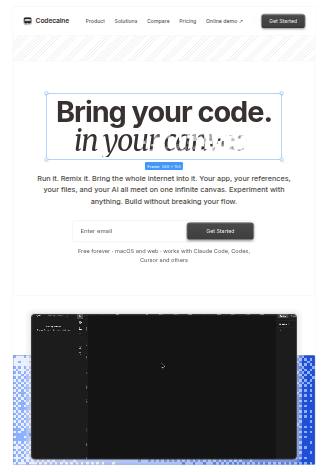 Codecaine
Product Solutions Compare Pricing Online demo ↗ Get Started
Bring your code.
in your canvas
Run it. Remix it. Bring the whole internet into it. Your app, your references,
your files, and your AI all meet on one infinite canvas. Experiment with
anything. Build without breaking your flow.
Enter email Get Started
Free forever · macOS and web · works with Claude Code, Codex,
Cursor and others